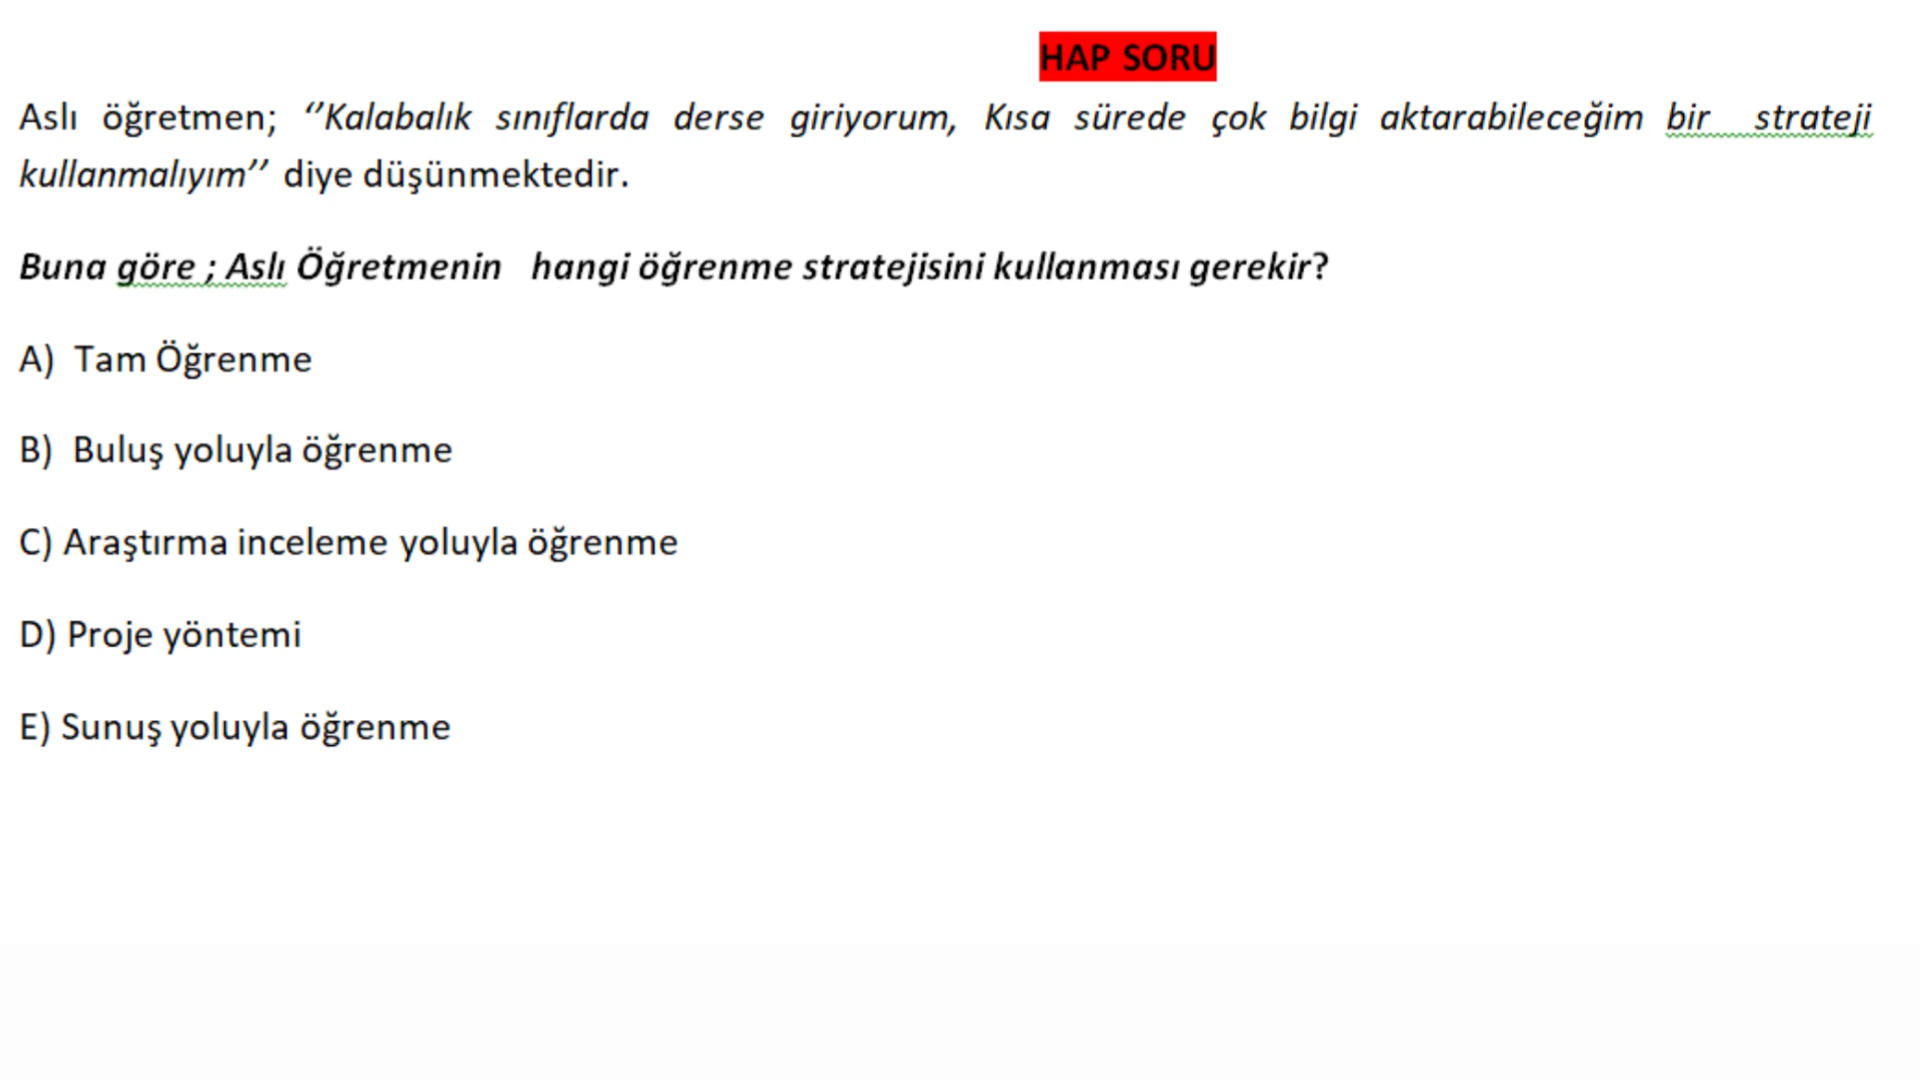 HAP SORU
Aslı öğretmen; ‘’Kalabalık sınıflarda derse giriyorum, Kısa sürede çok bilgi aktarabileceğim bir strateji
kullanmalıyım’’ diye düşünmektedir.
Buna göre ; Aslı Öğretmenin hangi öğrenme stratejisini kullanması gerekir?
A) Tam Öğrenme
B) Buluş yoluyla öğrenme
C) Araştırma inceleme yoluyla öğrenme
D) Proje yöntemi
E) Sunuş yoluyla öğrenme